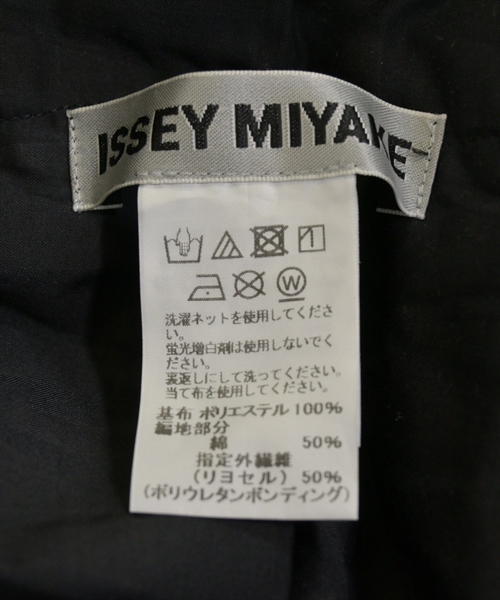 ISSEY MIYAKE
W
洗濯ネットを使用してくださ
い。
蛍光増白剤は使用しないでく
ださい。
裏返しにして洗ってください。
当て布を使用してください。
基布 ポリエステル 100%
編地部分
綿 50%
指定外繊維
(リヨセル) 50%
(ポリウレタンボンディング)